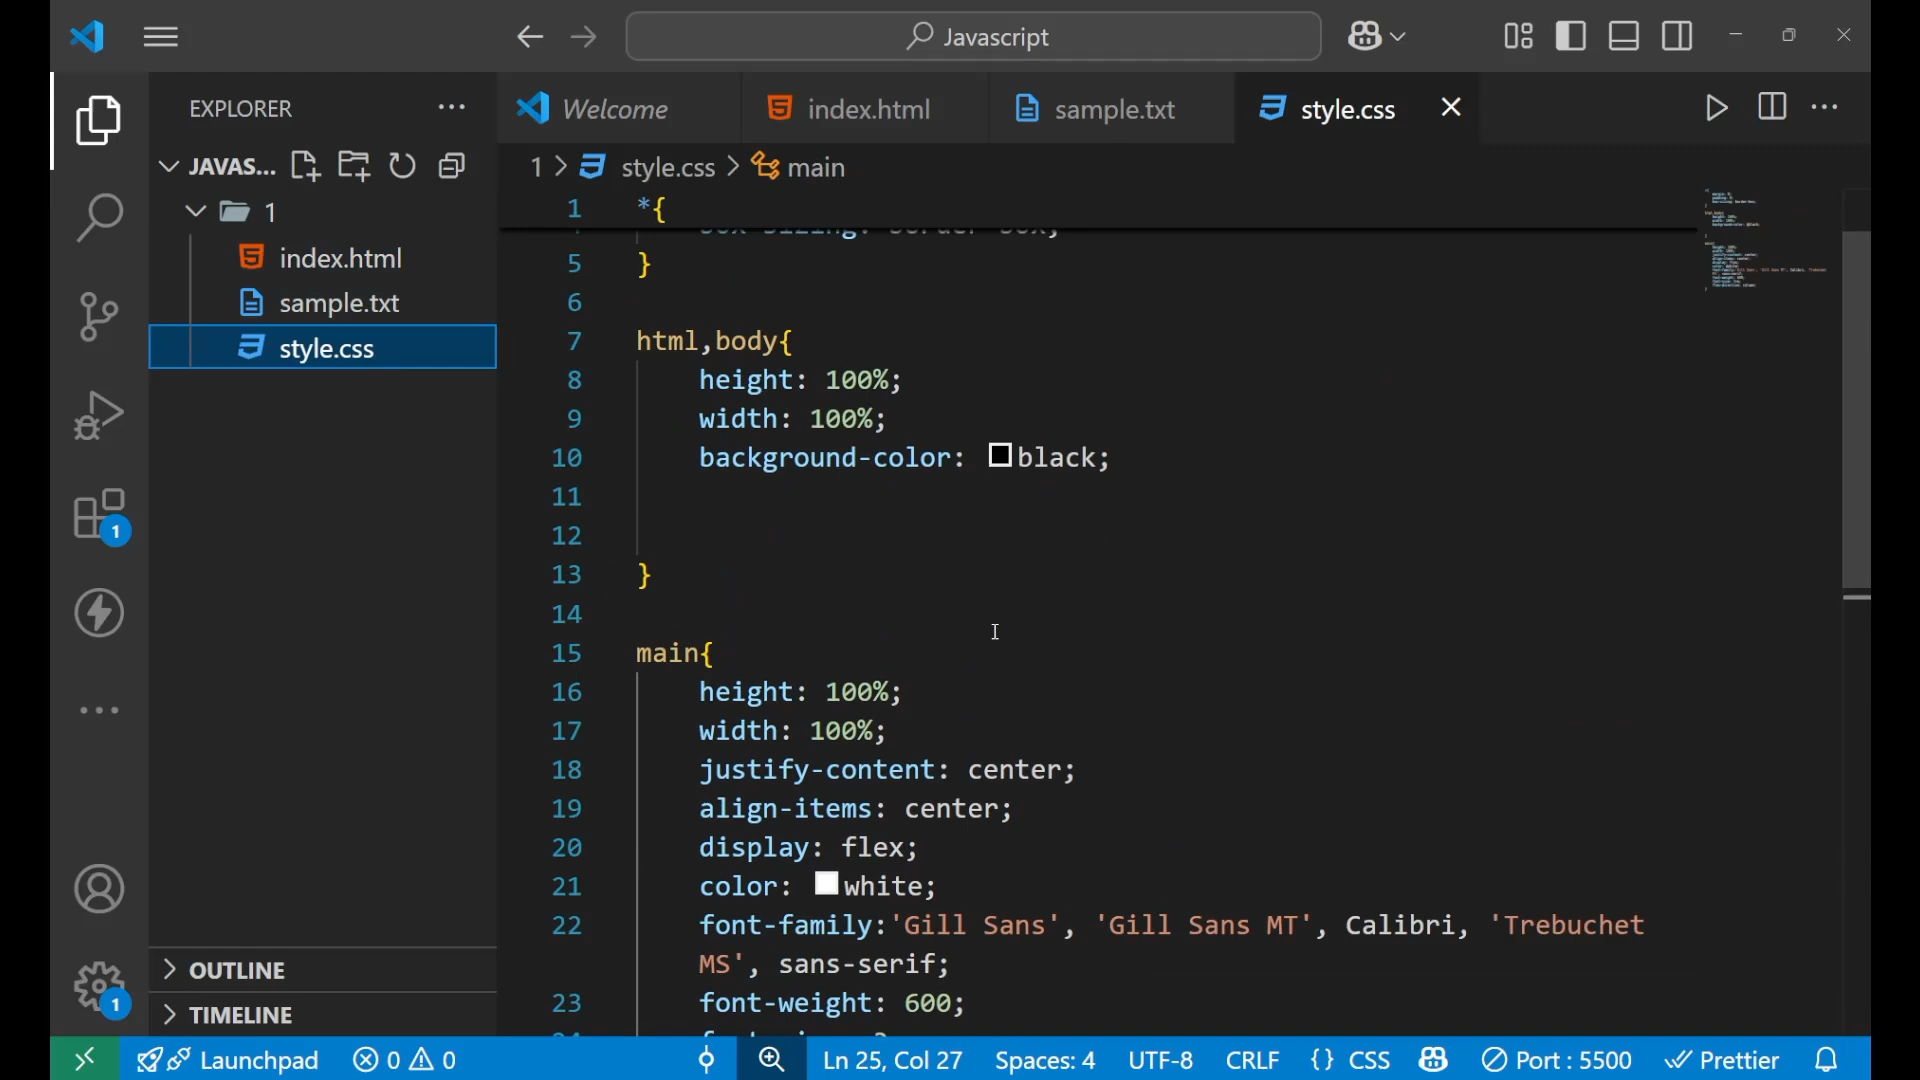 Javascript
EXPLORER
Welcome
index.html
sample.txt
style.css
JAVAS...
1 > style.css > main
1
index.html
sample.txt
style.css
1 *{
5 }
6
7 html,body{
8 height: 100%;
9 width: 100%;
10 background-color: black;
11
12
13 }
14
15 main{
16 height: 100%;
17 width: 100%;
18 justify-content: center;
19 align-items: center;
20 display: flex;
21 color: white;
22 font-family:'Gill Sans', 'Gill Sans MT', Calibri, 'Trebuchet
MS', sans-serif;
23 font-weight: 600;
1
1
OUTLINE
TIMELINE
Launchpad 0 0 Ln 25, Col 27 Spaces: 4 UTF-8 CRLF {} CSS Port : 5500 Prettier